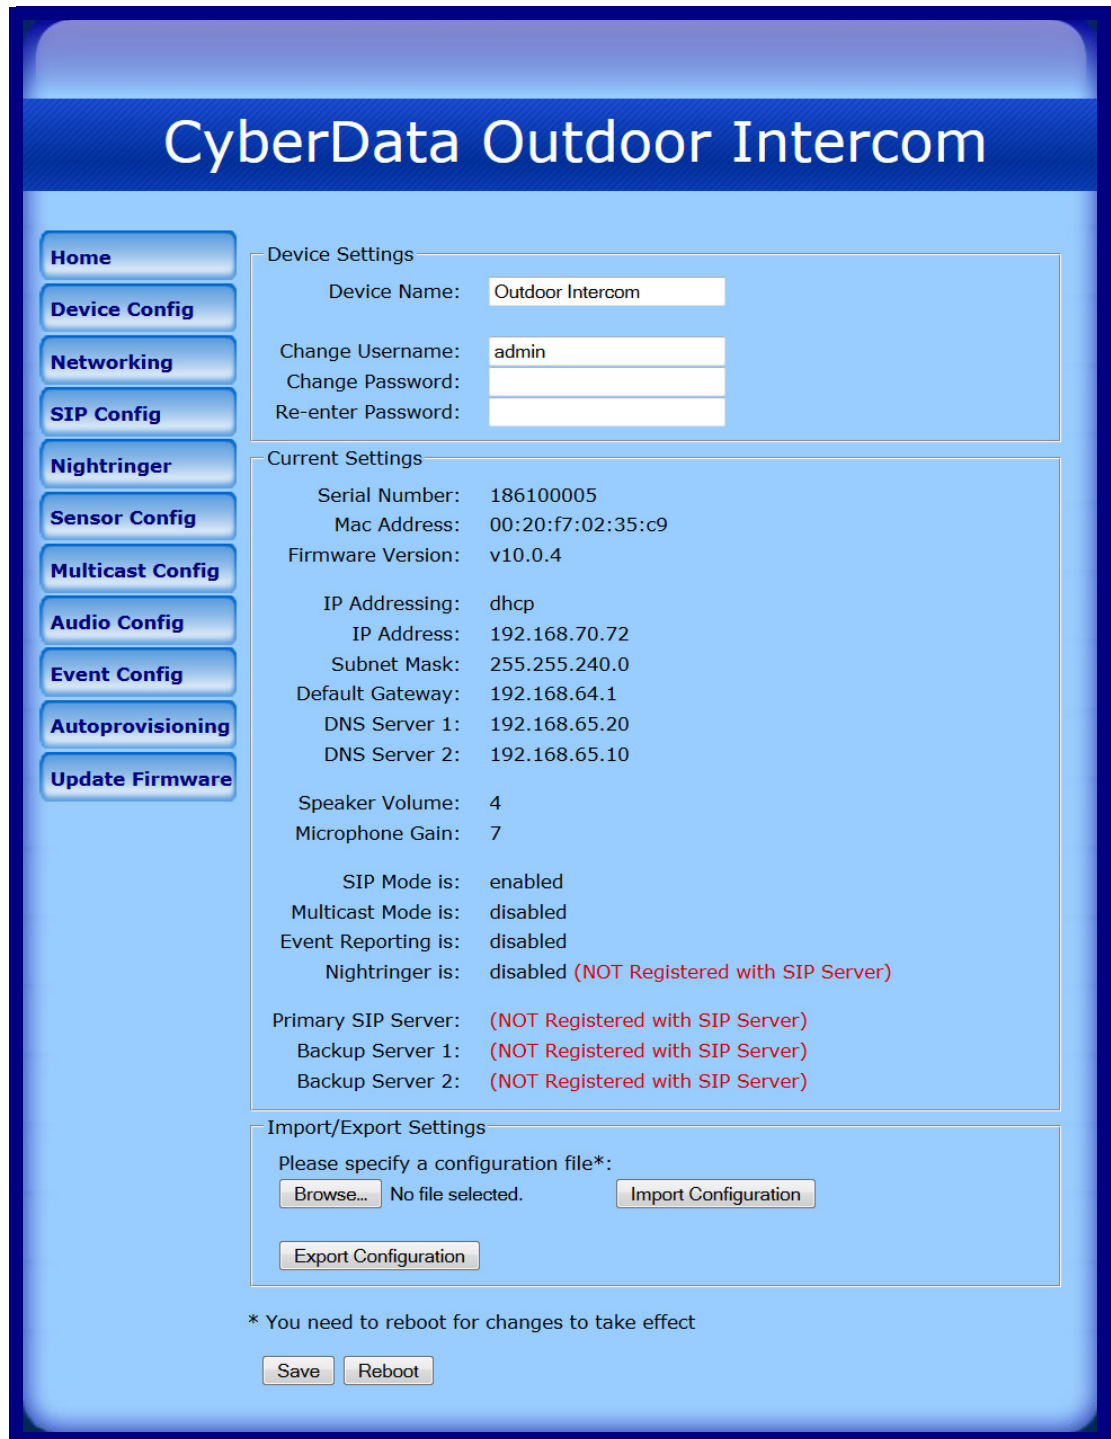 CyberData Outdoor Intercom
Home
Device Config
Networking
SIP Config
Nightringer
Sensor Config
Multicast Config
Audio Config
Event Config
Autoprovisioning
Update Firmware
Device Settings
Device Name: Outdoor Intercom
Change Username: admin
Change Password:
Re-enter Password:
Current Settings
Serial Number: 186100005
Mac Address: 00:20:f7:02:35:c9
Firmware Version: v10.0.4
IP Addressing: dhcp
IP Address: 192.168.70.72
Subnet Mask: 255.255.240.0
Default Gateway: 192.168.64.1
DNS Server 1: 192.168.65.20
DNS Server 2: 192.168.65.10
Speaker Volume: 4
Microphone Gain: 7
SIP Mode is: enabled
Multicast Mode is: disabled
Event Reporting is: disabled
Nightringer is: disabled (NOT Registered with SIP Server)
Primary SIP Server: (NOT Registered with SIP Server)
Backup Server 1: (NOT Registered with SIP Server)
Backup Server 2: (NOT Registered with SIP Server)
Import/Export Settings
Please specify a configuration file*:
Browse... No file selected. Import Configuration
Export Configuration
* You need to reboot for changes to take effect
Save Reboot